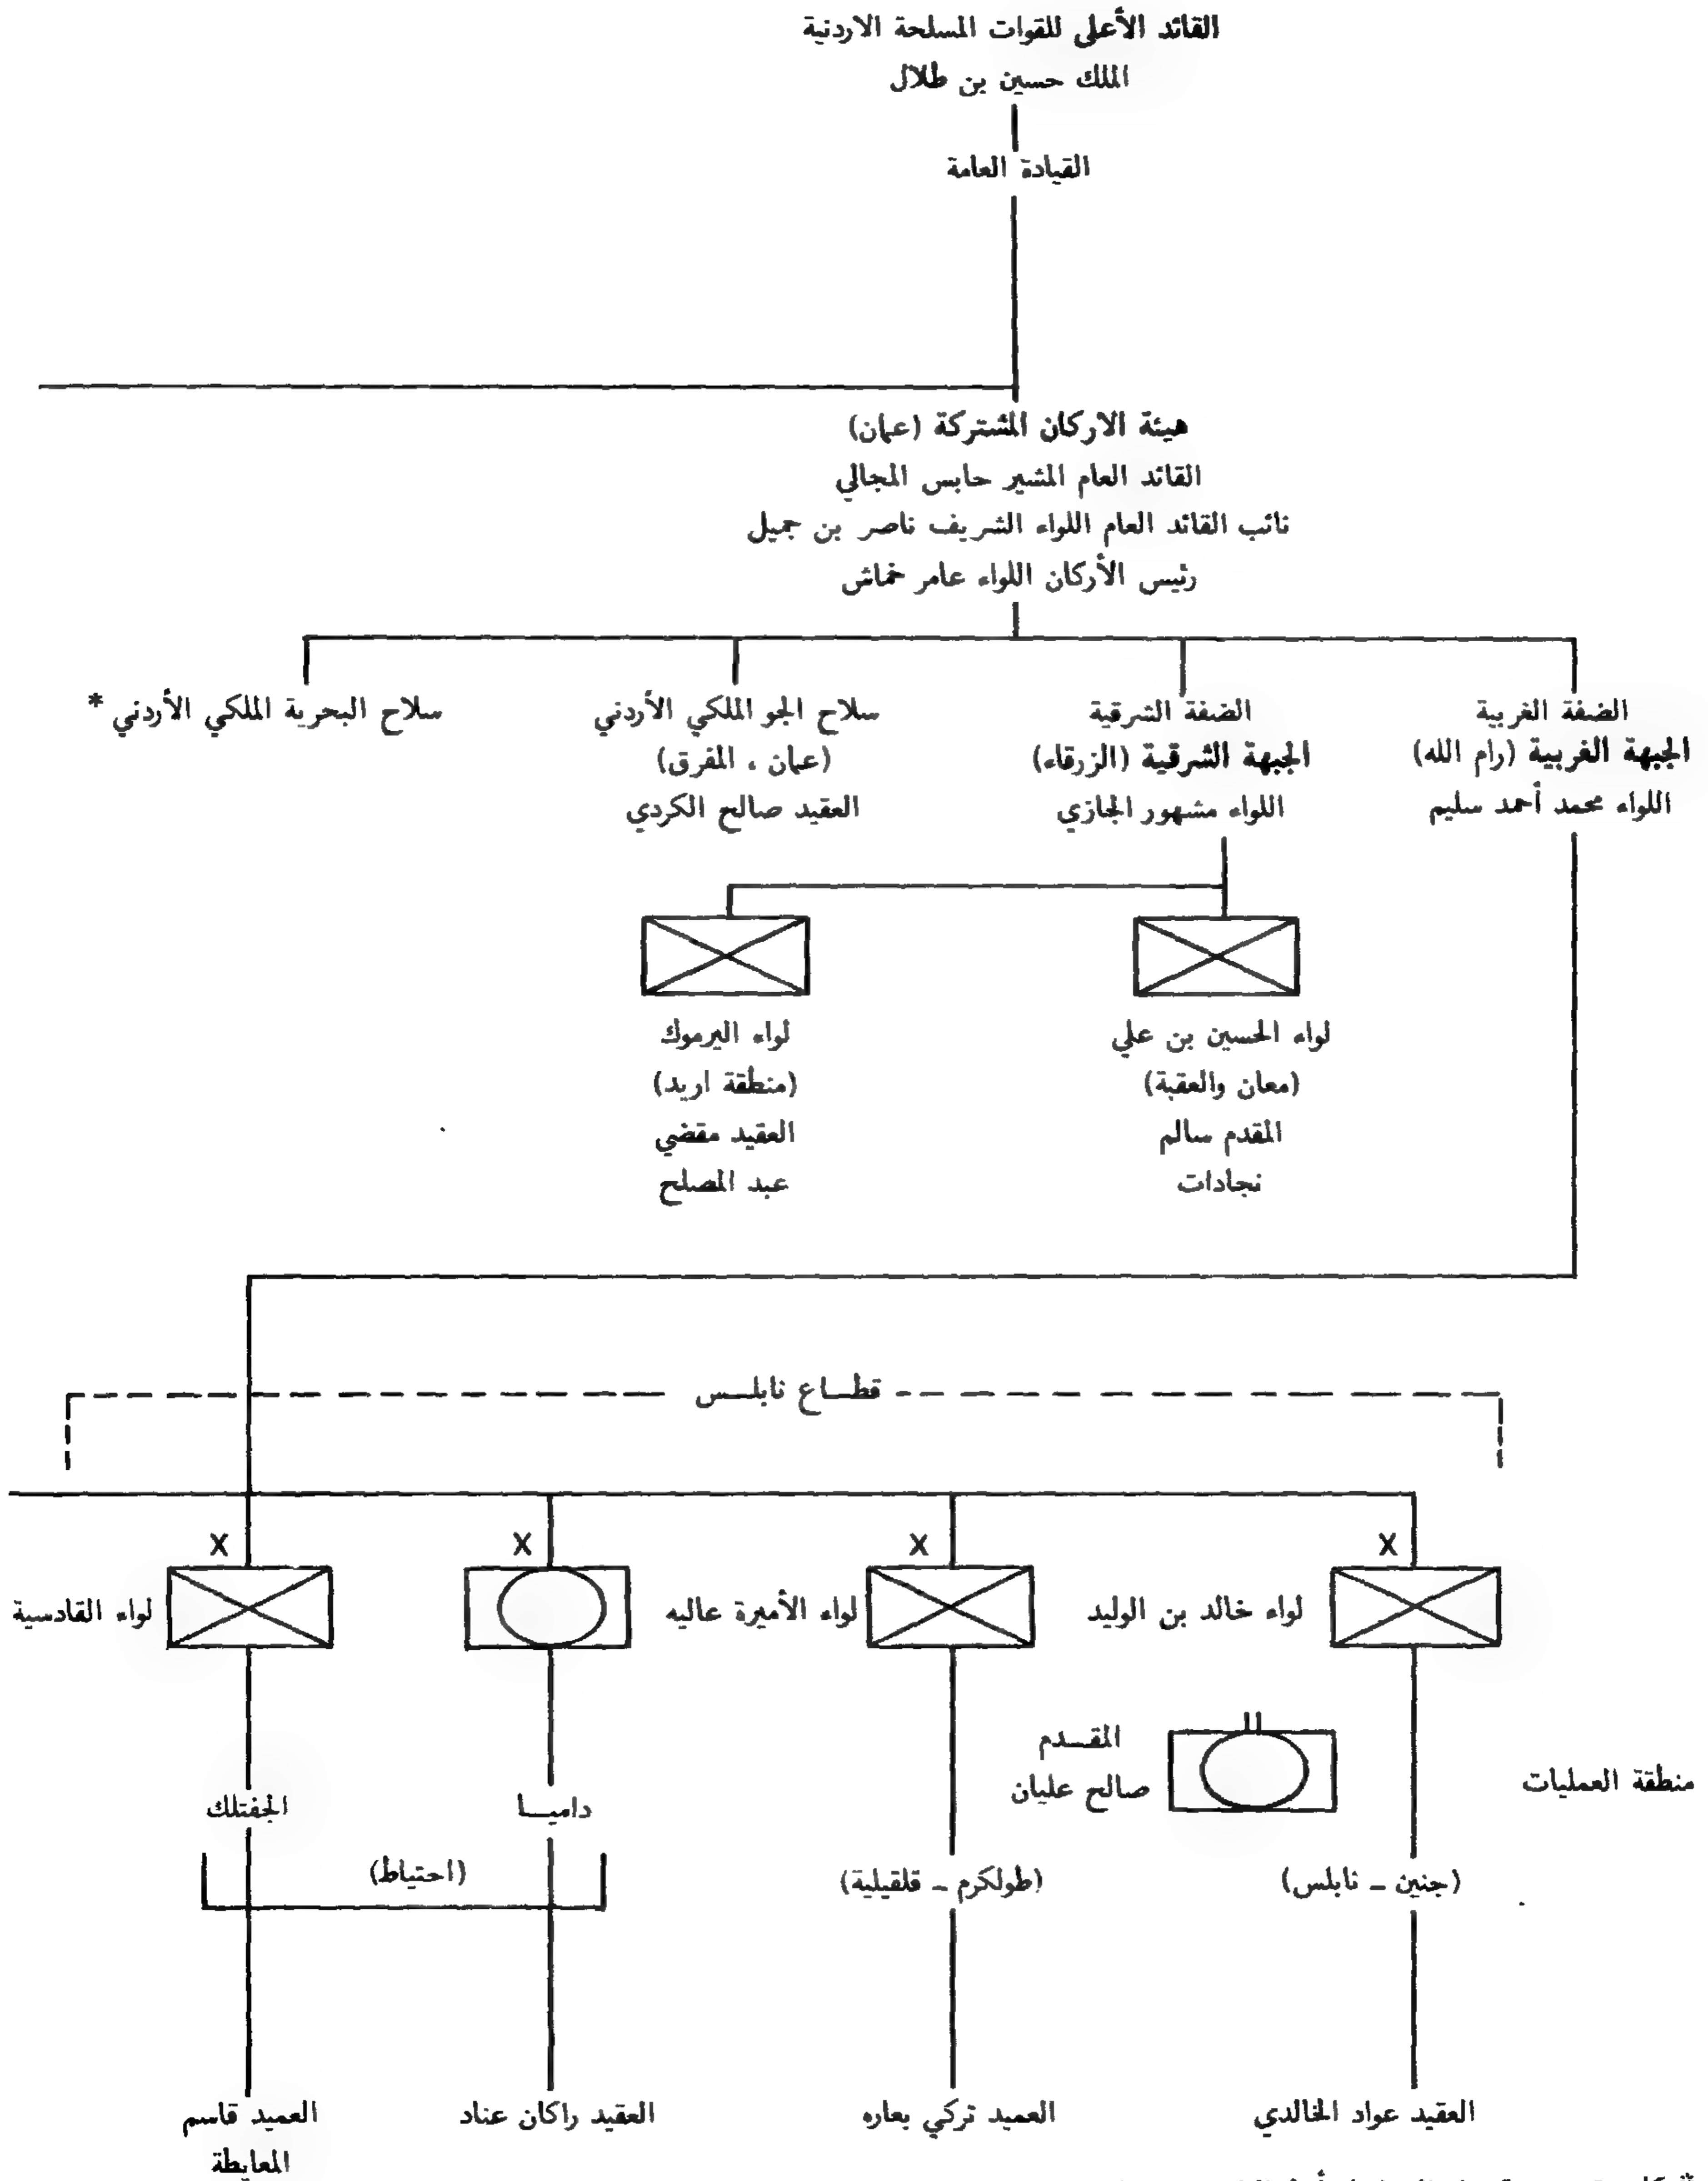 القائد الأعلى للقوات المسلحة الاردنية
الملك حسين بن طلال
القيادة العامة
هيئة الاركان المشتركة (عمان)
القائد العام المشير حابس المجالي
نائب القائد العام اللواء الشريف ناصر بن جميل
رئيس الأركان اللواء عامر خماش
الضفة الغربية
الجبهة الغربية (رام الله)
اللواء محمد أحمد سليم
الضفة الشرقية
الجبهة الشرقية (الزرقاء)
اللواء مشهور الجازي
سلاح الجو الملكي الأردني
(عمان ، المفرق)
العقيد صالح الكردي
سلاح البحرية الملكي الأردني *
لواء الحسين بن علي
(معان والعقبة)
المقدم سالم
نجادات
لواء اليرموك
(منطقة اربد)
العقيد مقضي
عبد المصلح
قطـــاع نابلــس
X
X
X
X
لواء خالد بن الوليد
لواء الأميرة عاليه
لواء القادسية
منطقة العمليات
المقــدم
صالح عليان
الجفتلك
داميــا
(احتياط)
(جنين – نابلس)
(طولكرم – قلقيلية)
العقيد عواد الخالدي
العميد تركي بعاره
العقيد راكان عناد
العميد قاسم
المعايطة